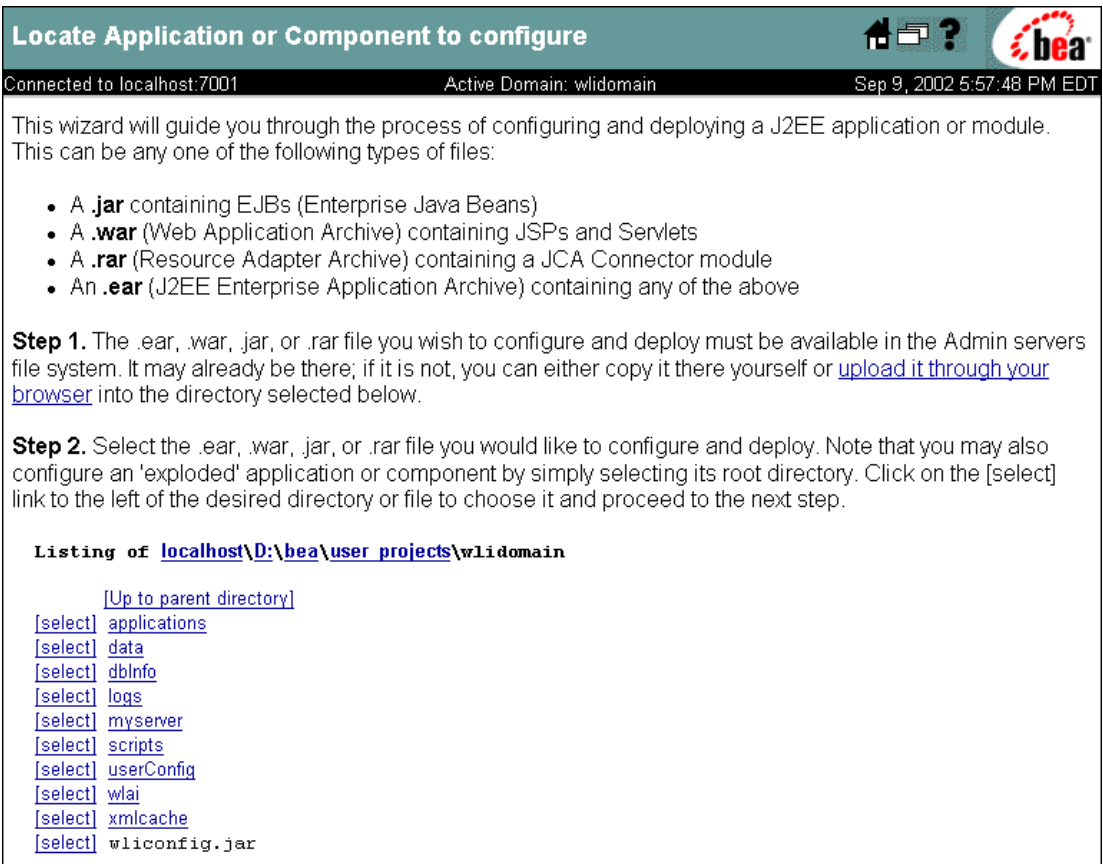 Locate Application or Component to configure
? bea
Connected to localhost:7001 Active Domain: wlidomain Sep 9, 2002 5:57:48 PM EDT
This wizard will guide you through the process of configuring and deploying a J2EE application or module.
This can be any one of the following types of files:
• A .jar containing EJBs (Enterprise Java Beans)
• A .war (Web Application Archive) containing JSPs and Servlets
• A .rar (Resource Adapter Archive) containing a JCA Connector module
• An .ear (J2EE Enterprise Application Archive) containing any of the above
Step 1. The .ear, .war, .jar, or .rar file you wish to configure and deploy must be available in the Admin servers
file system. It may already be there; if it is not, you can either copy it there yourself or upload it through your
browser into the directory selected below.
Step 2. Select the .ear, .war, .jar, or .rar file you would like to configure and deploy. Note that you may also
configure an 'exploded' application or component by simply selecting its root directory. Click on the [select]
link to the left of the desired directory or file to choose it and proceed to the next step.
Listing of localhost\D:\bea\user_projects\wlidomain
[Up to parent directory]
[select] applications
[select] data
[select] dbInfo
[select] logs
[select] myserver
[select] scripts
[select] userConfig
[select] wlai
[select] xmlcache
[select] wliconfig.jar